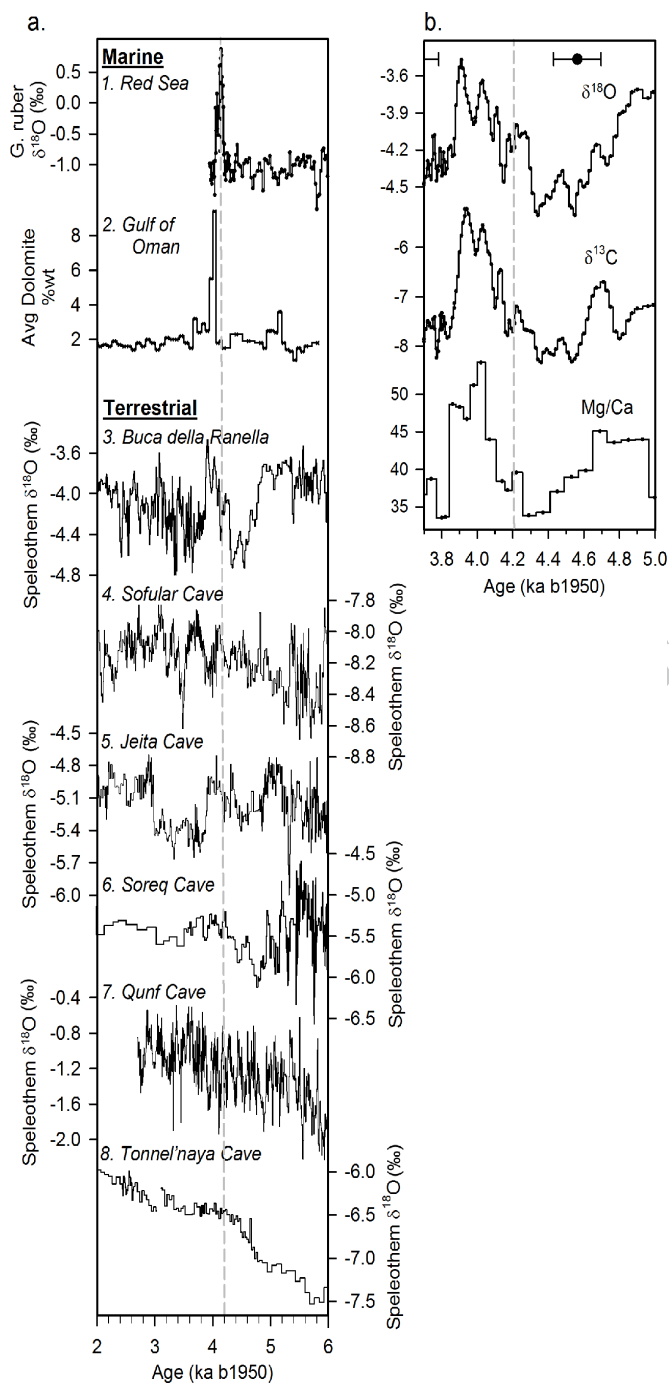 a.
Marine
1. Red Sea
G. ruber
δ18O (‰)
0.5
0.0
-0.5
-1.0
2. Gulf of
Oman
Avg Dolomite
%wt
8
6
4
2
Terrestrial
3. Buca della Ranella
Speleothem δ18O (‰)
-3.6
-4.0
-4.4
-4.8
4. Sofular Cave
Speleothem δ18O (‰)
-7.8
-8.0
-8.2
-8.4
-8.6
-8.8
5. Jeita Cave
Speleothem δ18O (‰)
-4.5
-4.8
-5.1
-5.4
-5.7
-6.0
6. Soreq Cave
Speleothem δ18O (‰)
-4.5
-5.0
-5.5
-6.0
-6.5
7. Qunf Cave
Speleothem δ18O (‰)
-0.4
-0.8
-1.2
-1.6
-2.0
8. Tonnel'naya Cave
Speleothem δ18O (‰)
-6.0
-6.5
-7.0
-7.5
2 3 4 5 6
Age (ka b1950)
b.
δ18O
-3.6
-3.9
-4.2
-4.5
δ13C
-6
-7
-8
Mg/Ca
50
45
40
35
3.8 4.0 4.2 4.4 4.6 4.8 5.0
Age (ka b1950)